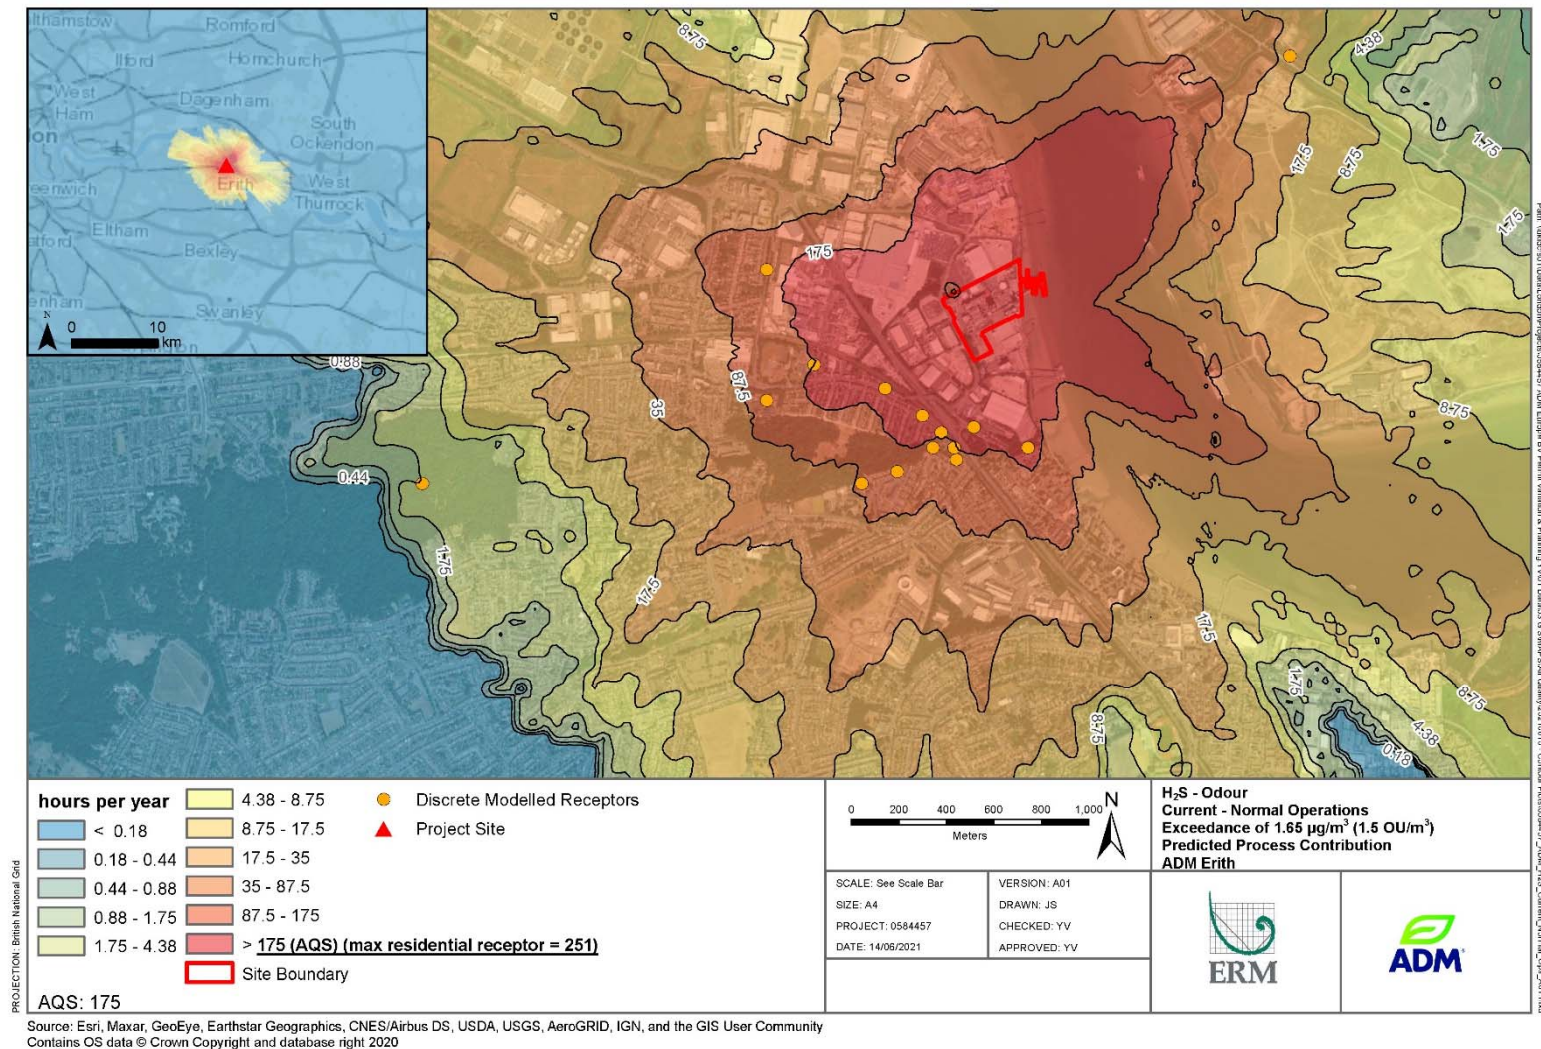 Walthamstow
Romford
Ilford
Hornchurch
West
Ham
Dagenham
South
Ockendon
Erith
West
Thurrock
Eltham
Bexley
Swanley
N
0 10
km
8.75
4.38
1.75
17.5
8.75
1.75
175
87.5
35
8.75
0.88
0.44
1.75
17.5
17.5
8.75
1.75
8.75
4.38
0.18
hours per year
< 0.18
0.18 - 0.44
0.44 - 0.88
0.88 - 1.75
1.75 - 4.38
4.38 - 8.75
8.75 - 17.5
17.5 - 35
35 - 87.5
87.5 - 175
> 175 (AQS) (max residential receptor = 251)
Site Boundary
Discrete Modelled Receptors
Project Site
AQS: 175
0 200 400 600 800 1,000
Meters
N
SCALE: See Scale Bar
SIZE: A4
PROJECT: 0584457
DATE: 14/06/2021
VERSION: A01
DRAWN: JS
CHECKED: YV
APPROVED: YV
H₂S - Odour
Current - Normal Operations
Exceedance of 1.65 µg/m³ (1.5 OU/m³)
Predicted Process Contribution
ADM Erith
ERM
ADM
PROJECTION: British National Grid
Source: Esri, Maxar, GeoEye, Earthstar Geographics, CNES/Airbus DS, USDA, USGS, AeroGRID, IGN, and the GIS User Community
Contains OS data © Crown Copyright and database right 2020